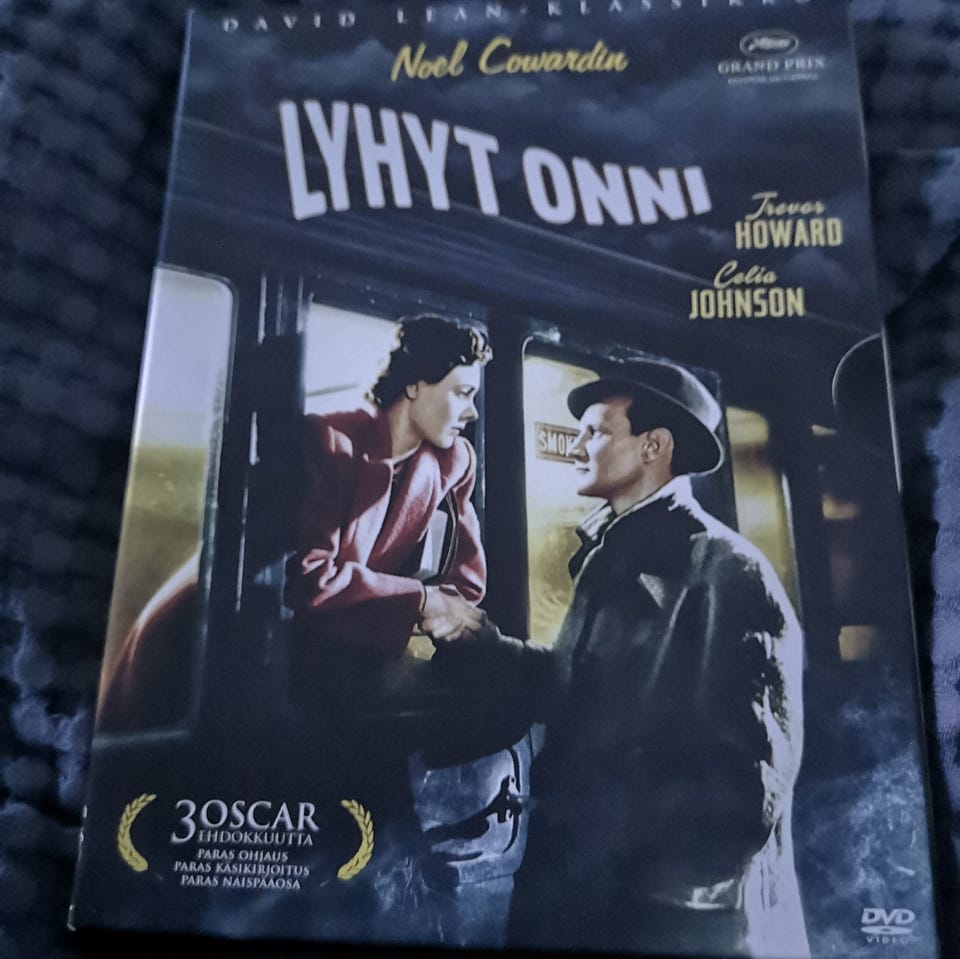 DAVID LEAN-KLASSIKKO
Noel Cowardin
GRAND PRIX
LYHYT ONNI
Trevor
HOWARD
Celia
JOHNSON
SMOK
3 OSCAR
EHDOKKUUTTA
PARAS OHJAUS
PARAS KÄSIKIRJOITUS
PARAS NAISPÄÄOSA
DVD
VIDEO